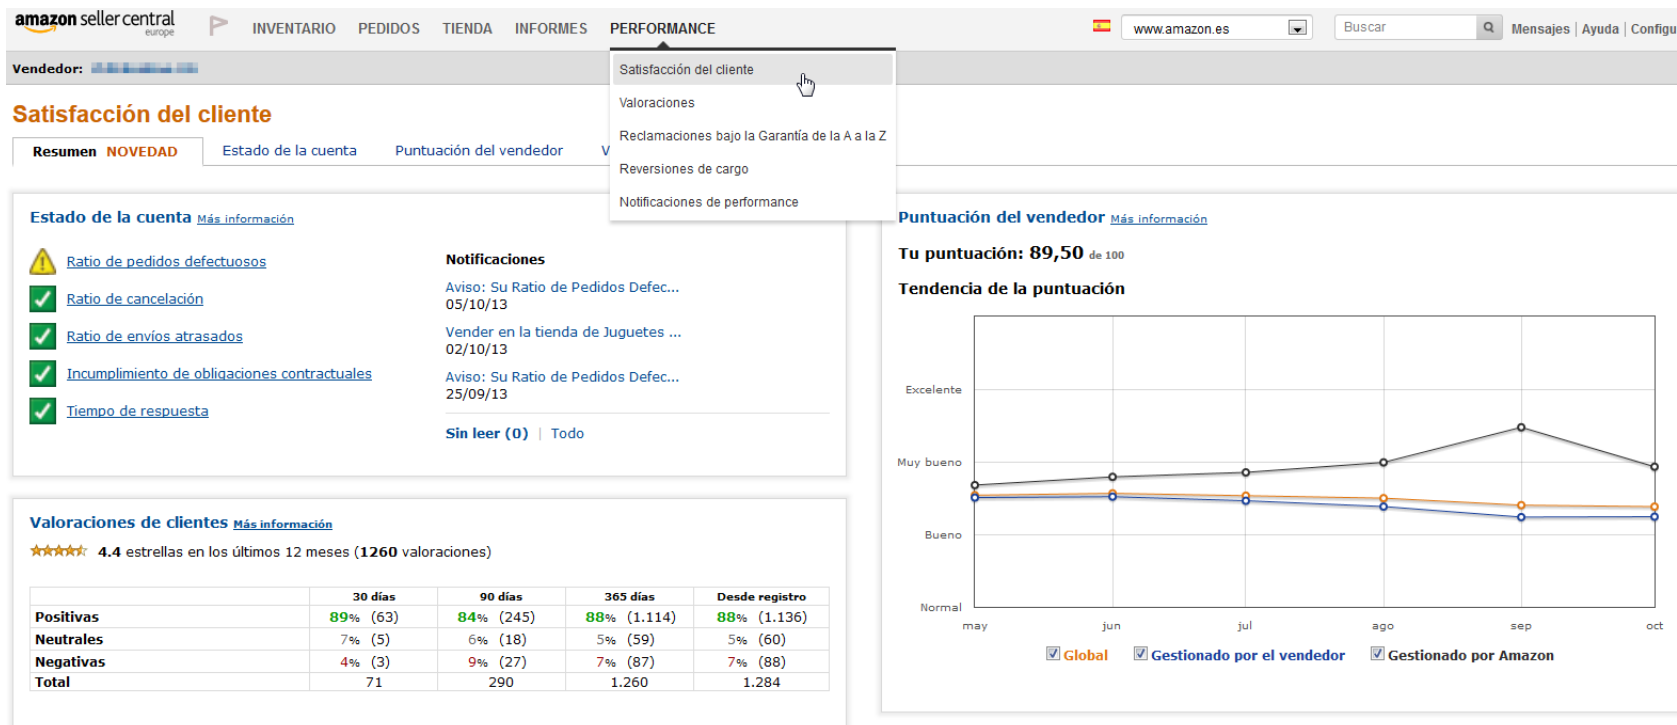 amazon seller central
europe
INVENTARIO PEDIDOS TIENDA INFORMES PERFORMANCE
www.amazon.es
Buscar
Mensajes | Ayuda | Configu
Vendedor:
Satisfacción del cliente
Valoraciones
Reclamaciones bajo la Garantía de la A a la Z
Reversiones de cargo
Notificaciones de performance
Satisfacción del cliente
Resumen NOVEDAD Estado de la cuenta Puntuación del vendedor V
Estado de la cuenta Más información
Ratio de pedidos defectuosos
Ratio de cancelación
Ratio de envíos atrasados
Incumplimiento de obligaciones contractuales
Tiempo de respuesta
Notificaciones
Aviso: Su Ratio de Pedidos Defec...
05/10/13
Vender en la tienda de Juguetes ...
02/10/13
Aviso: Su Ratio de Pedidos Defec...
25/09/13
Sin leer (0) | Todo
Valoraciones de clientes Más información
4.4 estrellas en los últimos 12 meses (1260 valoraciones)
30 días 90 días 365 días Desde registro
Positivas 89% (63) 84% (245) 88% (1.114) 88% (1.136)
Neutrales 7% (5) 6% (18) 5% (59) 5% (60)
Negativas 4% (3) 9% (27) 7% (87) 7% (88)
Total 71 290 1.260 1.284
Puntuación del vendedor Más información
Tu puntuación: 89,50 de 100
Tendencia de la puntuación
Excelente
Muy bueno
Bueno
Normal
may jun jul ago sep oct
Global Gestionado por el vendedor Gestionado por Amazon